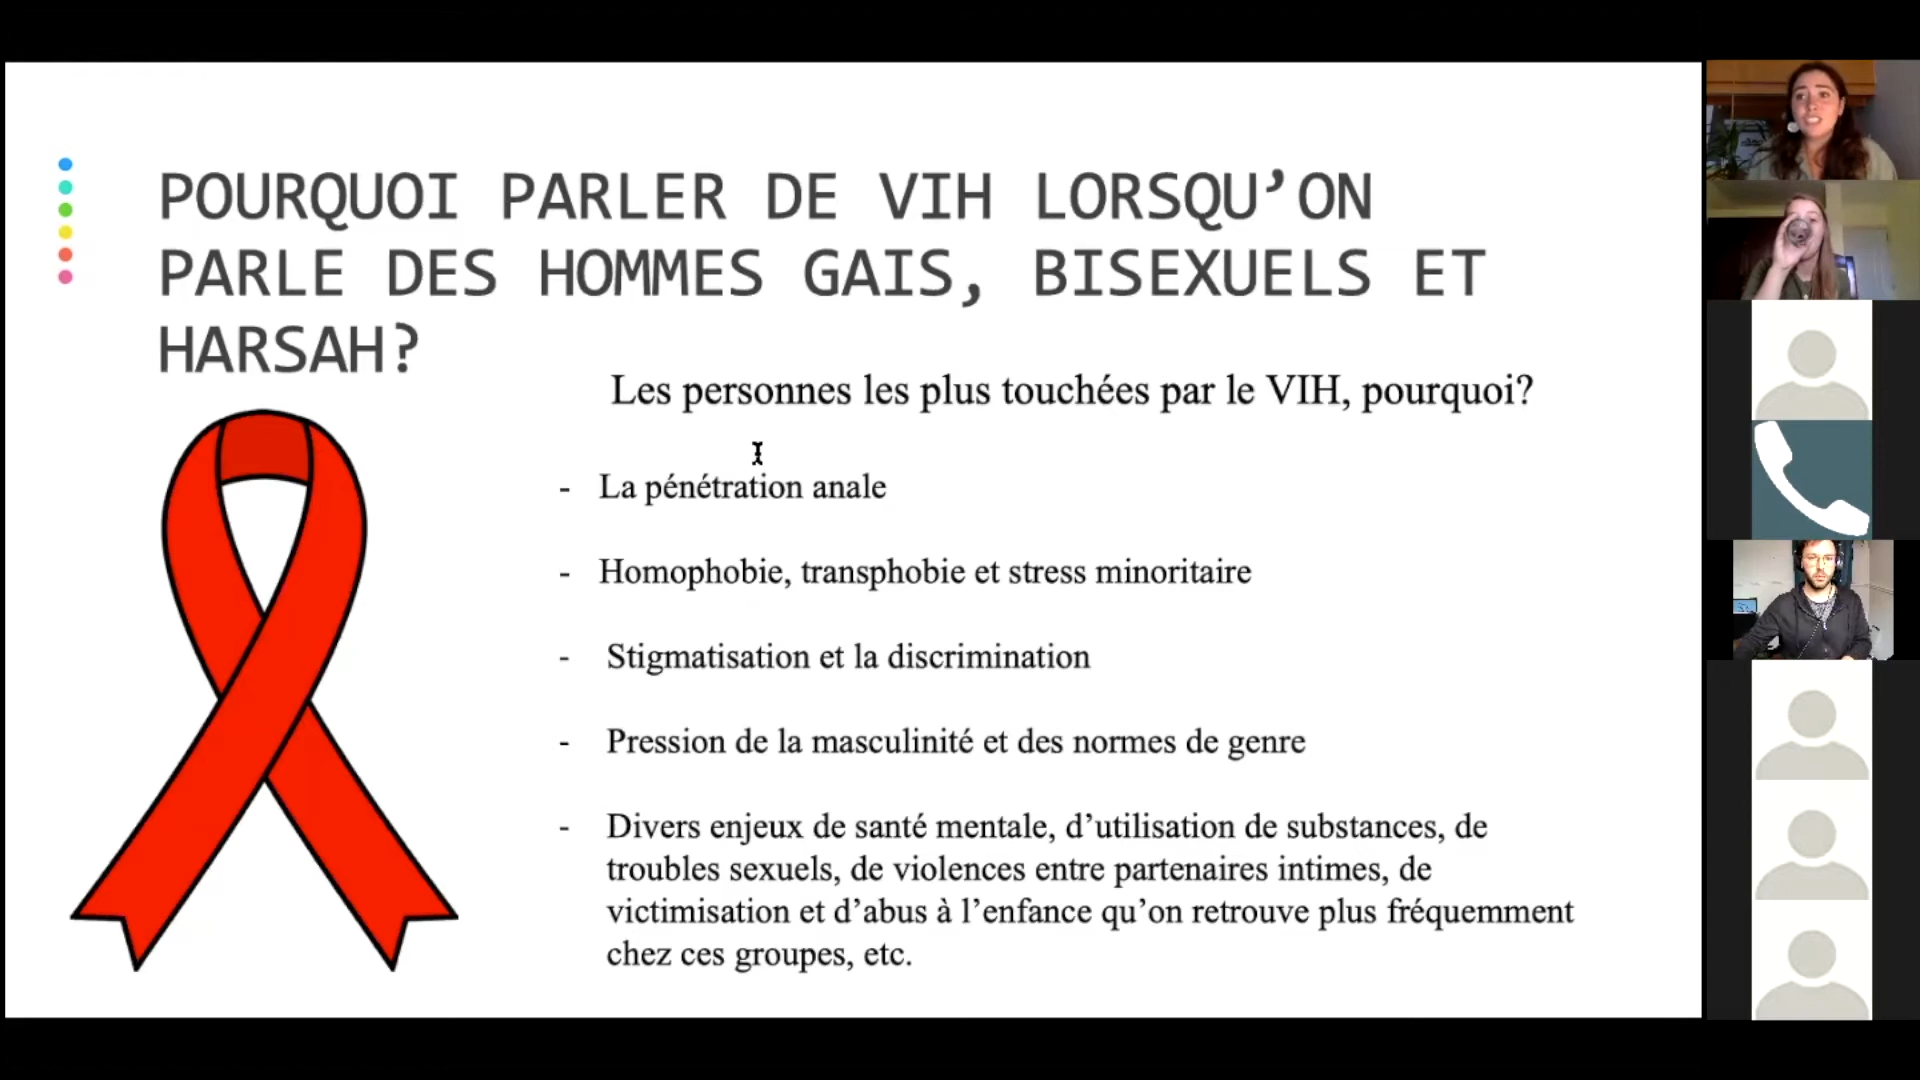 POURQUOI PARLER DE VIH LORSQU’ON
PARLE DES HOMMES GAIS, BISEXUELS ET
HARSAH?
Les personnes les plus touchées par le VIH, pourquoi?
- La pénétration anale
- Homophobie, transphobie et stress minoritaire
- Stigmatisation et la discrimination
- Pression de la masculinité et des normes de genre
- Divers enjeux de santé mentale, d’utilisation de substances, de
troubles sexuels, de violences entre partenaires intimes, de
victimisation et d’abus à l’enfance qu’on retrouve plus fréquemment
chez ces groupes, etc.